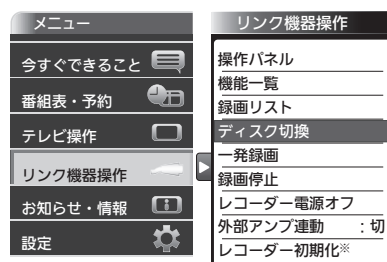 メニュー
今すぐできること
番組表・予約
テレビ操作
リンク機器操作
お知らせ・情報
設定
リンク機器操作
操作パネル
機能一覧
録画リスト
ディスク切換
一発録画
録画停止
レコーダー電源オフ
外部アンプ連動 :切
レコーダー初期化※